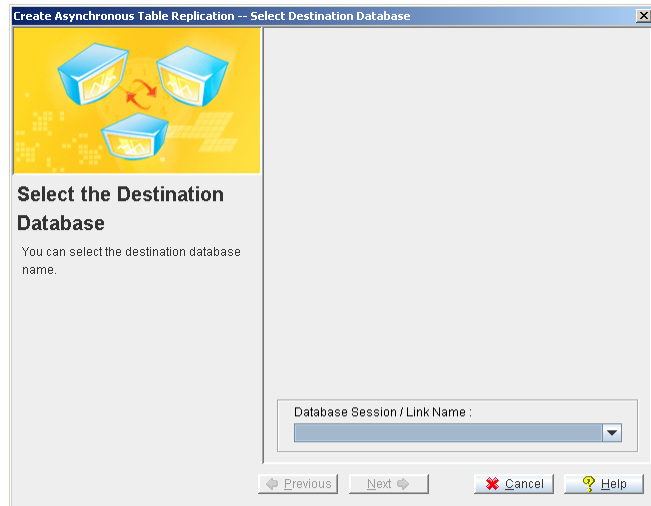 Create Asynchronous Table Replication -- Select Destination Database
Select the Destination
Database
You can select the destination database
name.
Database Session / Link Name :
Previous
Next
Cancel
Help